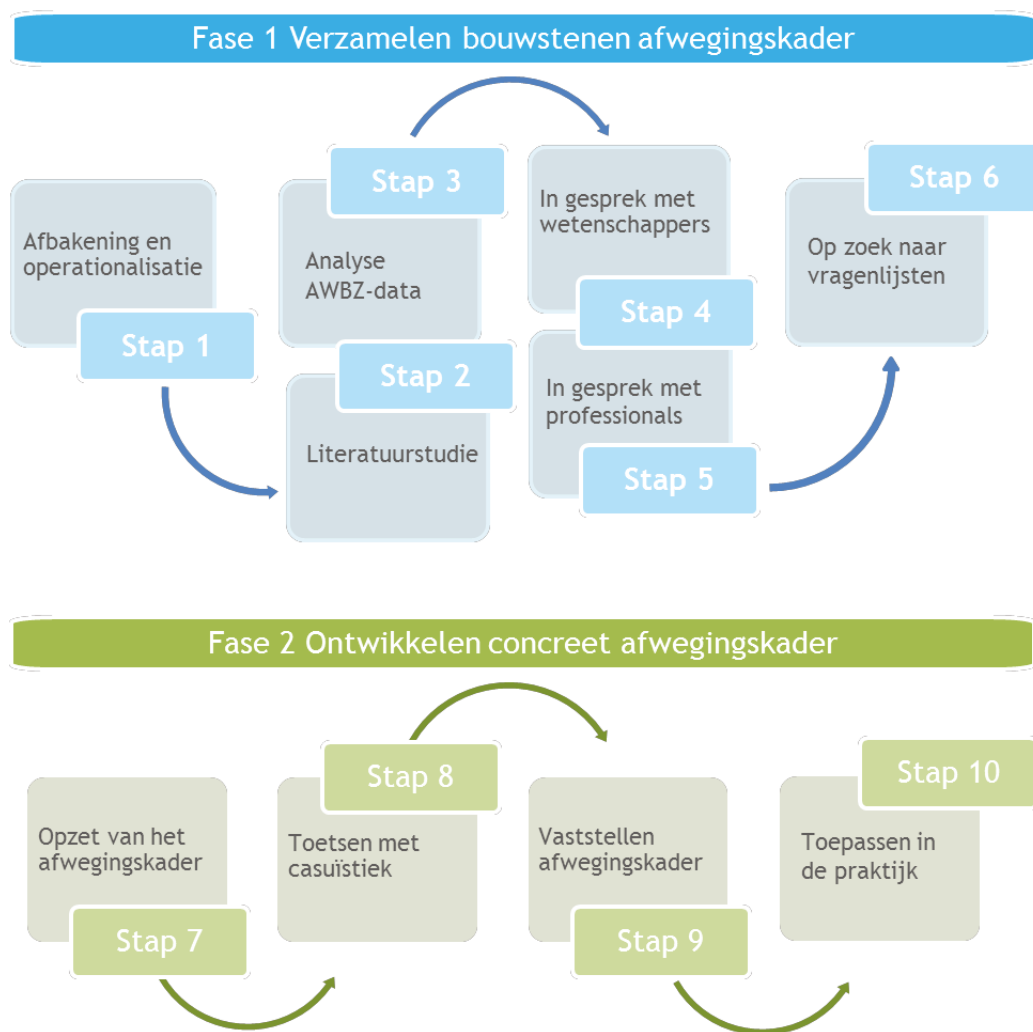 Fase 1 Verzamelen bouwstenen afwegingskader
Afbakening en
operationalisatie
Stap 1
Stap 3
Analyse
AWBZ-data
Stap 2
Literatuurstudie
In gesprek met
wetenschappers
Stap 4
In gesprek met
professionals
Stap 5
Stap 6
Op zoek naar
vragenlijsten
Fase 2 Ontwikkelen concreet afwegingskader
Opzet van het
afwegingskader
Stap 7
Stap 8
Toetsen met
casuïstiek
Vaststellen
afwegingskader
Stap 9
Stap 10
Toepassen in
de praktijk